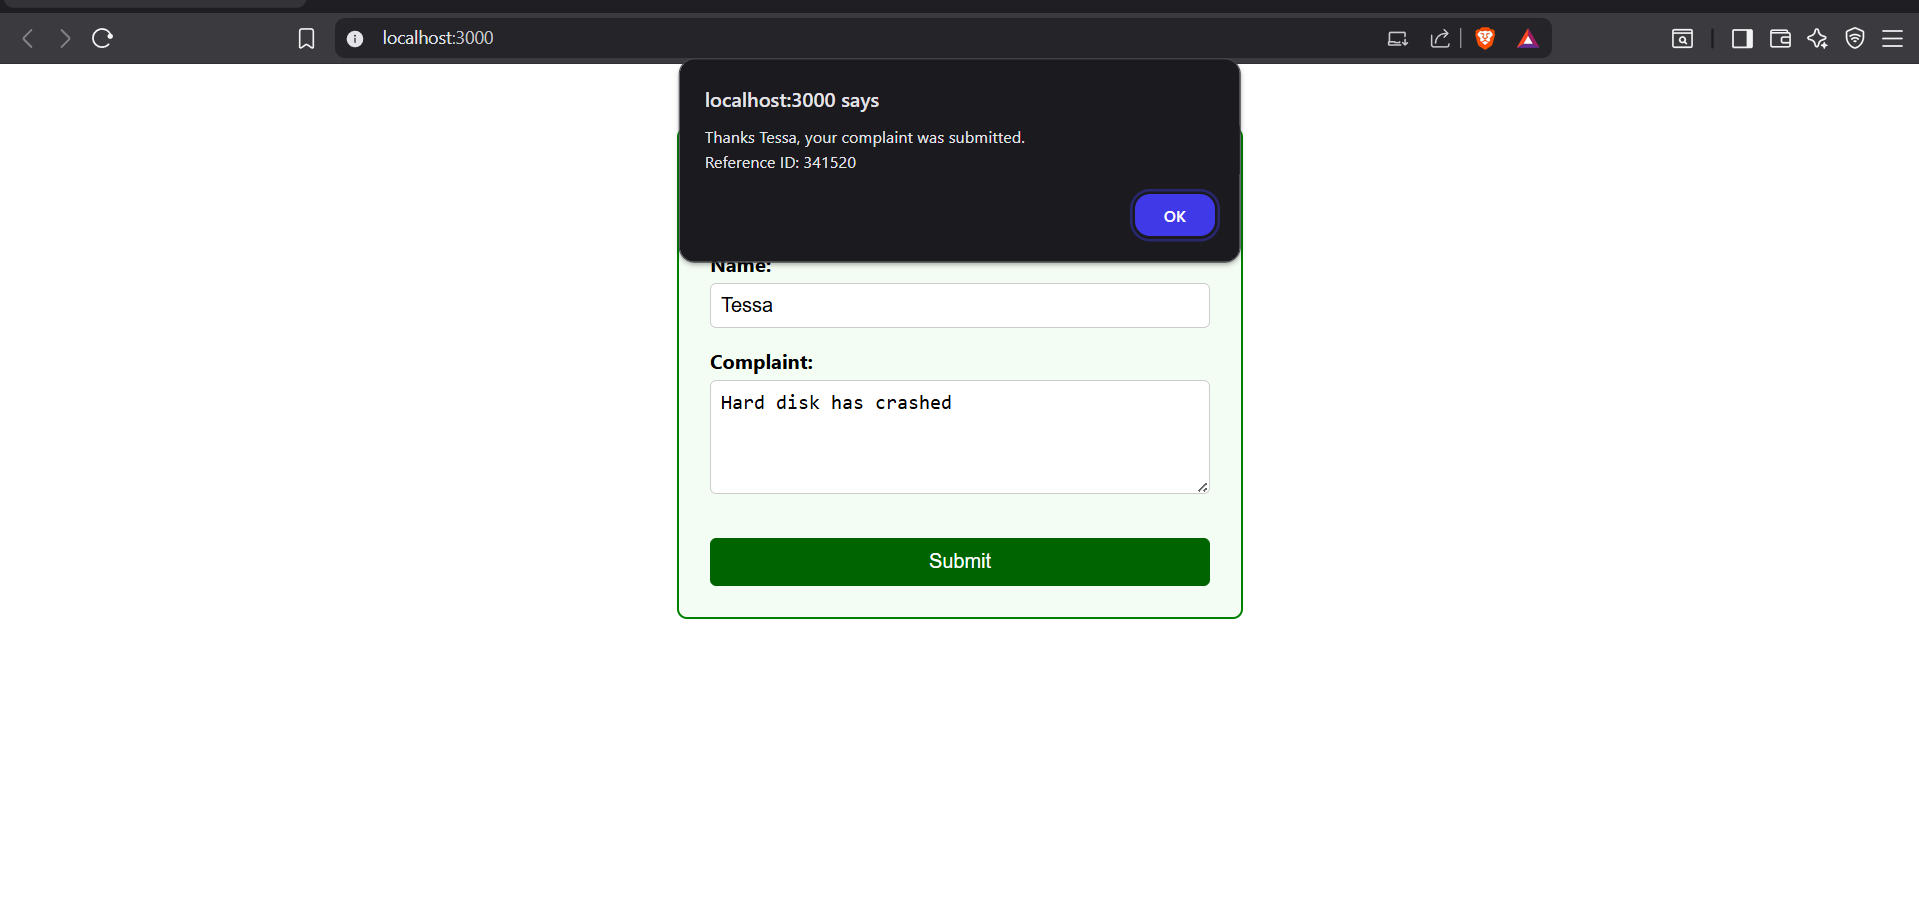 localhost:3000
localhost:3000 says
Thanks Tessa, your complaint was submitted.
Reference ID: 341520
OK
Name:
Tessa
Complaint:
Hard disk has crashed
Submit